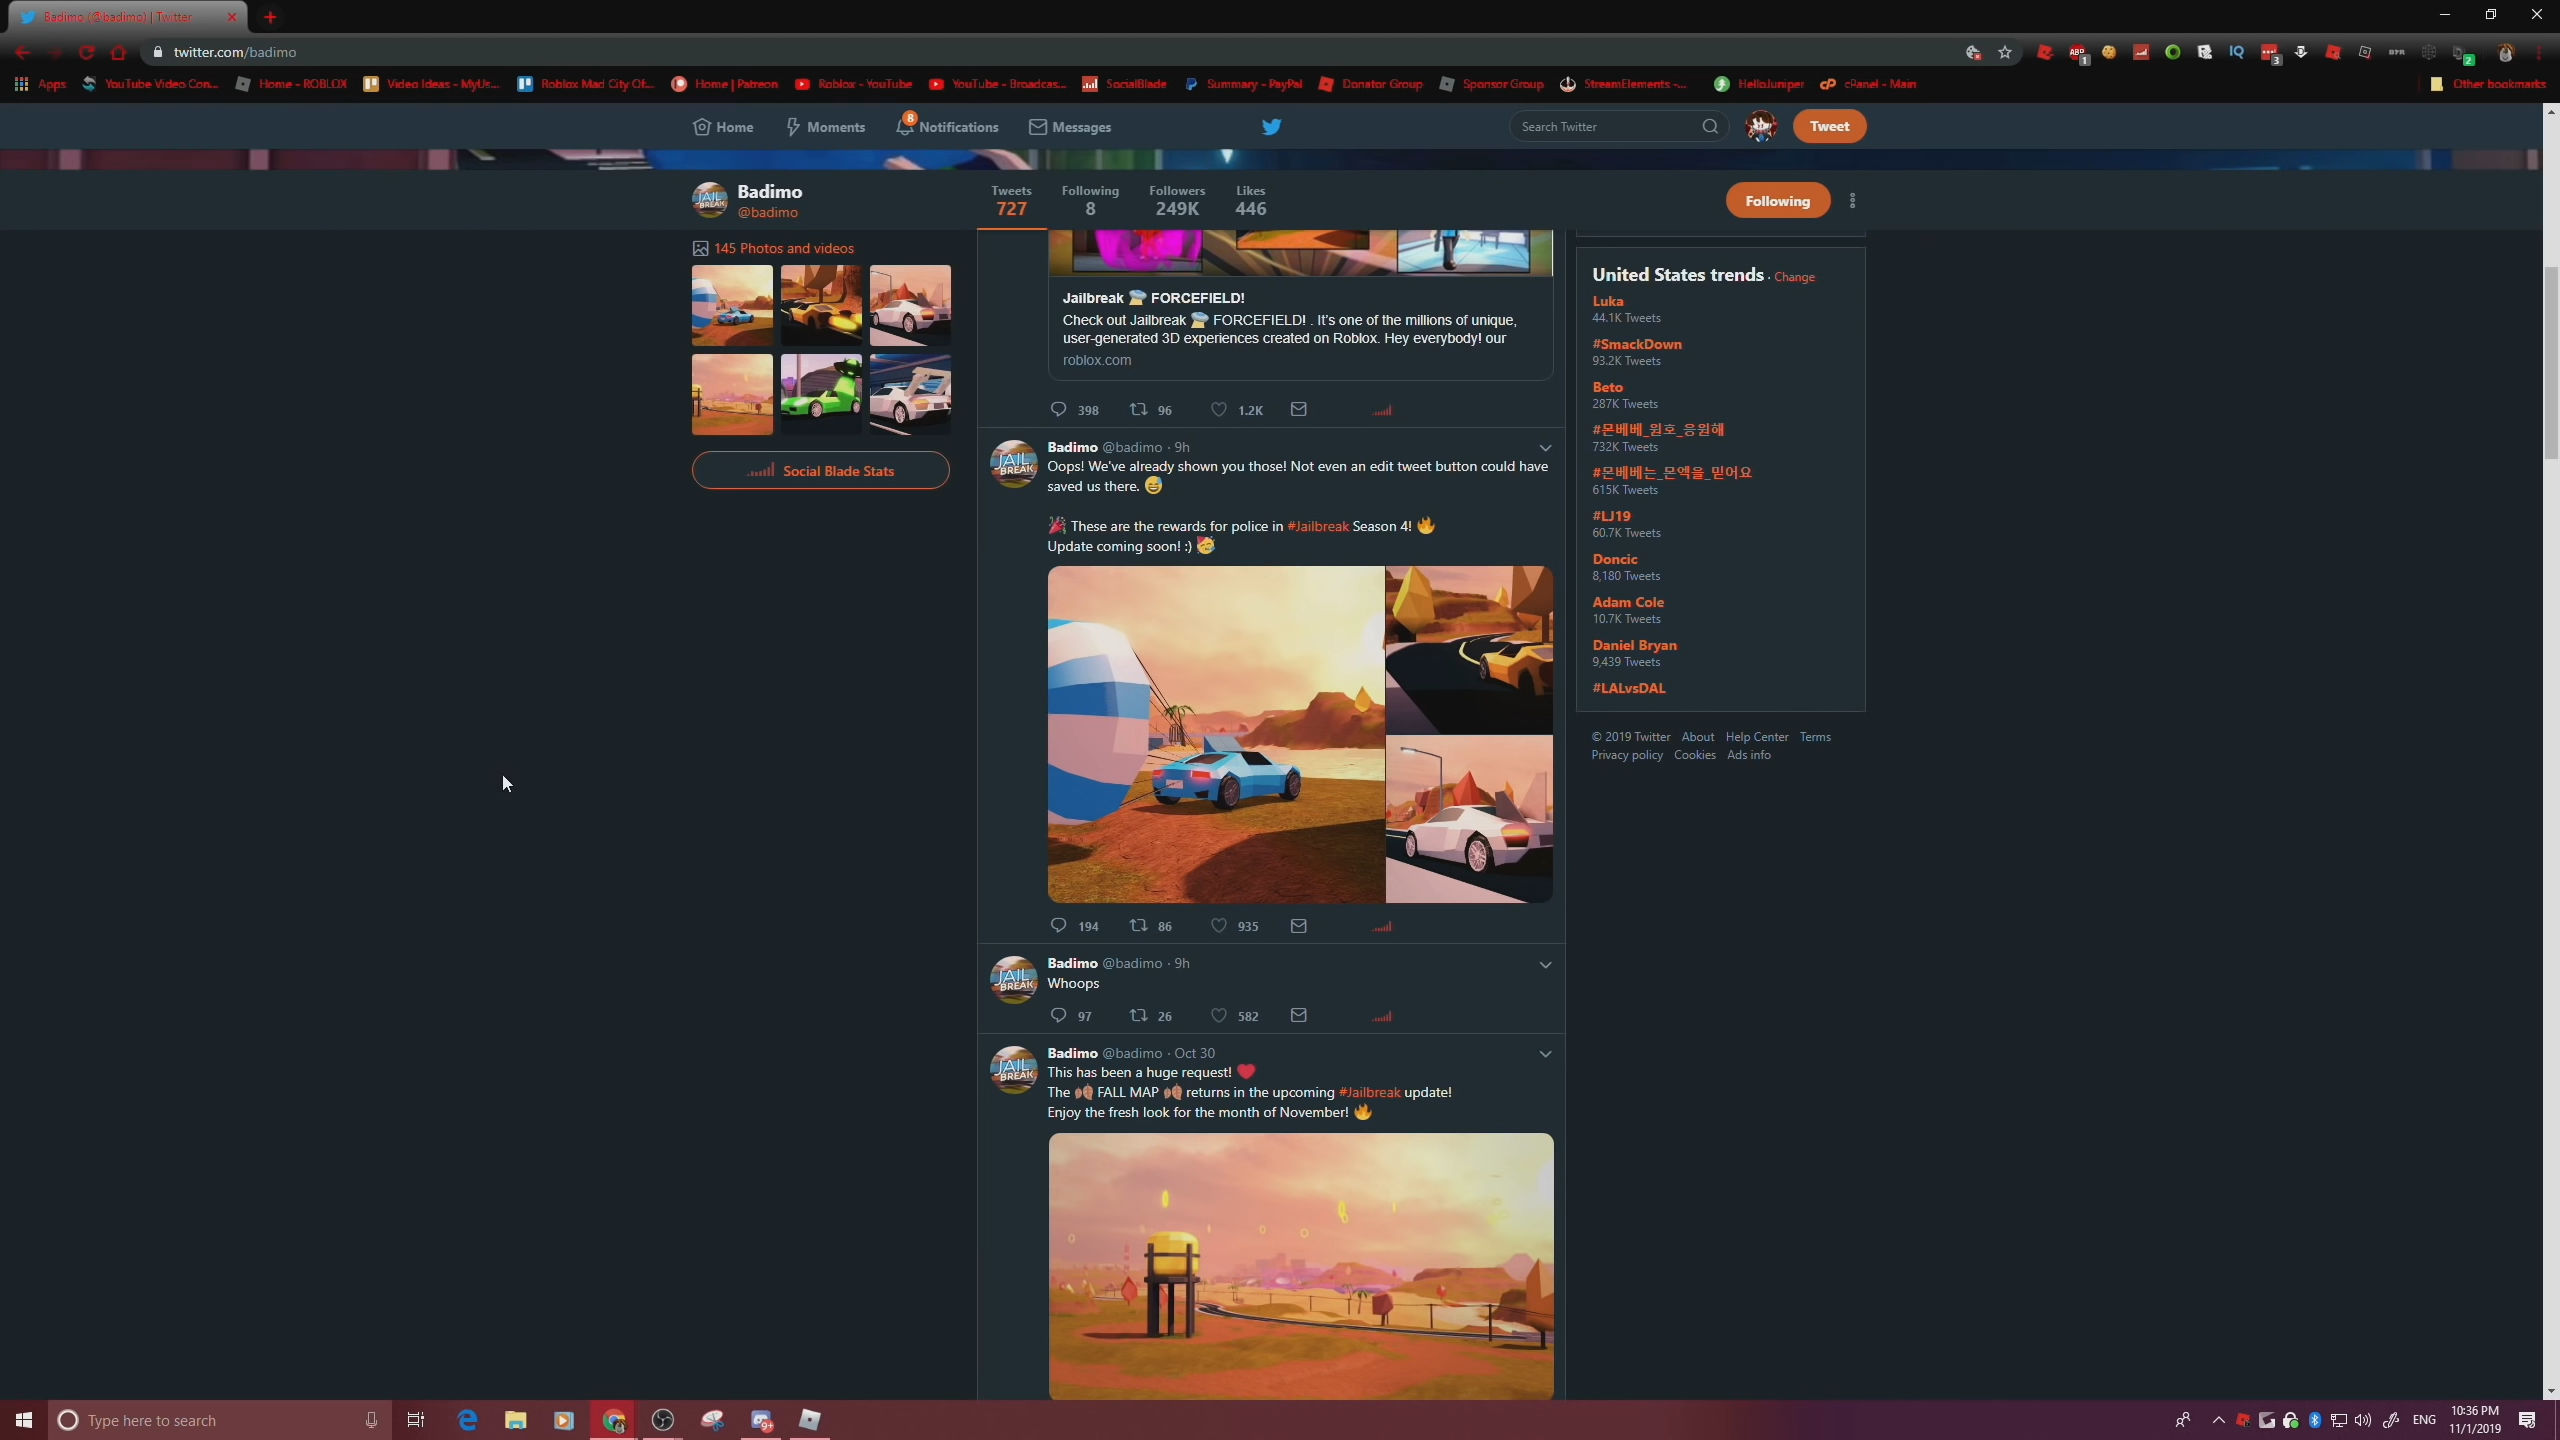 Badimo (@badimo) | Twitter
twitter.com/badimo
Apps YouTube Video Con... Home - ROBLOX Video Ideas - MyUs... Roblox Mad City Of... Home | Patreon Roblox - YouTube YouTube - Broadcas... SocialBlade Summary - PayPal Donator Group Sponsor Group StreamElements -... HelloJuniper cPanel - Main Other bookmarks
Home Moments 8 Notifications Messages Search Twitter Tweet
Badimo
@badimo
Tweets Following Followers Likes
727 8 249K 446
Following
145 Photos and videos
Social Blade Stats
Jailbreak FORCEFIELD!
Check out Jailbreak FORCEFIELD! . It's one of the millions of unique,
user-generated 3D experiences created on Roblox. Hey everybody! our
roblox.com
398 96 1.2K
Badimo @badimo · 9h
Oops! We've already shown you those! Not even an edit tweet button could have
saved us there. 😅
🎉 These are the rewards for police in #Jailbreak Season 4! 🔥
Update coming soon! :) 🥳
194 86 935
Badimo @badimo · 9h
Whoops
97 26 582
Badimo @badimo · Oct 30
This has been a huge request! ❤️
The 🍂 FALL MAP 🍂 returns in the upcoming #Jailbreak update!
Enjoy the fresh look for the month of November! 🔥
United States trends · Change
Luka
44.1K Tweets
#SmackDown
93.2K Tweets
Beto
287K Tweets
#몬베베_원호_응원해
732K Tweets
#몬베베는_몬엑을_믿어요
615K Tweets
#LJ19
60.7K Tweets
Doncic
8,180 Tweets
Adam Cole
10.7K Tweets
Daniel Bryan
9,439 Tweets
#LALvsDAL
© 2019 Twitter About Help Center Terms
Privacy policy Cookies Ads info
Type here to search
ENG
10:36 PM
11/1/2019